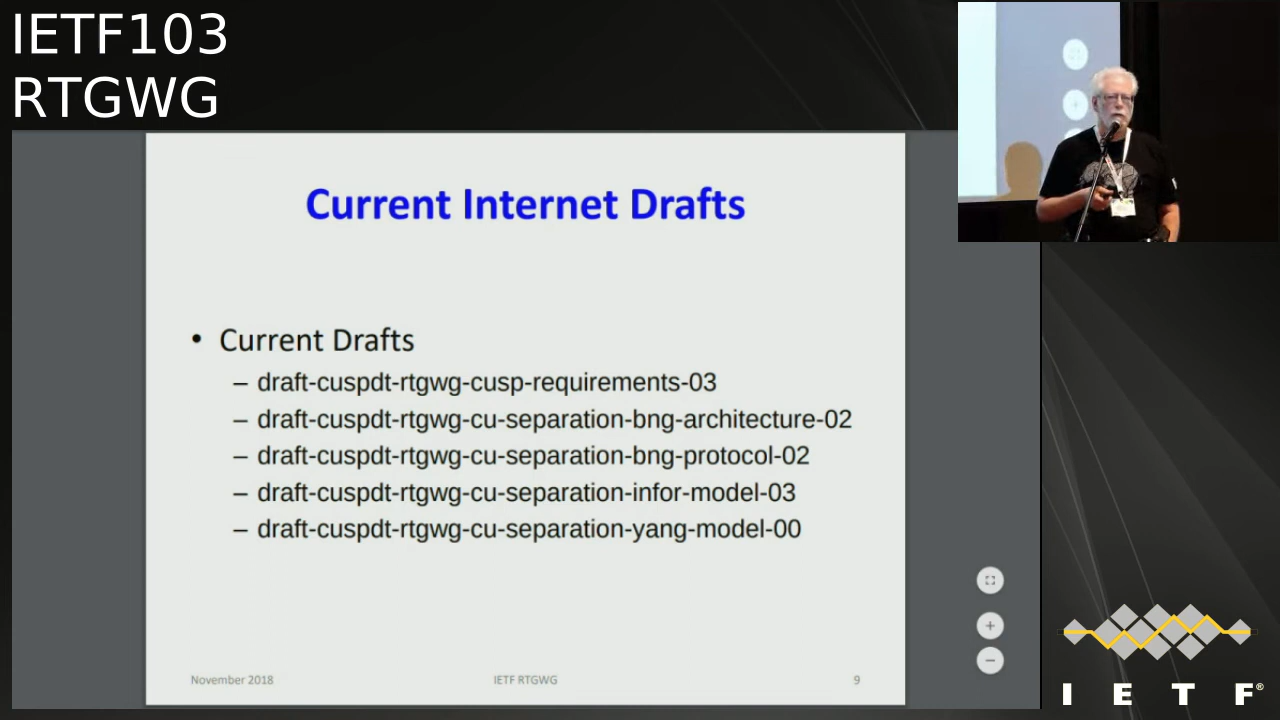 IETF103
RTGWG
Current Internet Drafts
• Current Drafts
– draft-cuspdt-rtgwg-cusp-requirements-03
– draft-cuspdt-rtgwg-cu-separation-bng-architecture-02
– draft-cuspdt-rtgwg-cu-separation-bng-protocol-02
– draft-cuspdt-rtgwg-cu-separation-infor-model-03
– draft-cuspdt-rtgwg-cu-separation-yang-model-00
November 2018 IETF RTGWG 9
I E T F®